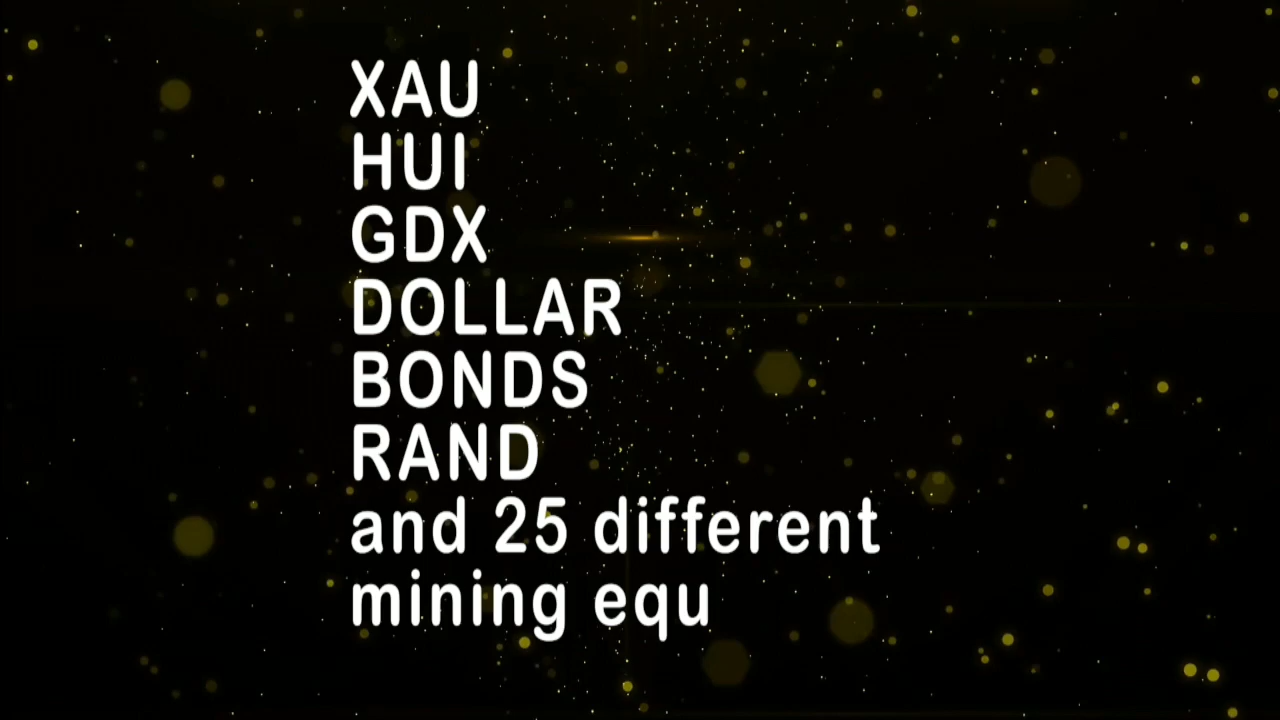 XAU
HUI
GDX
DOLLAR
BONDS
RAND
and 25 different
mining equ